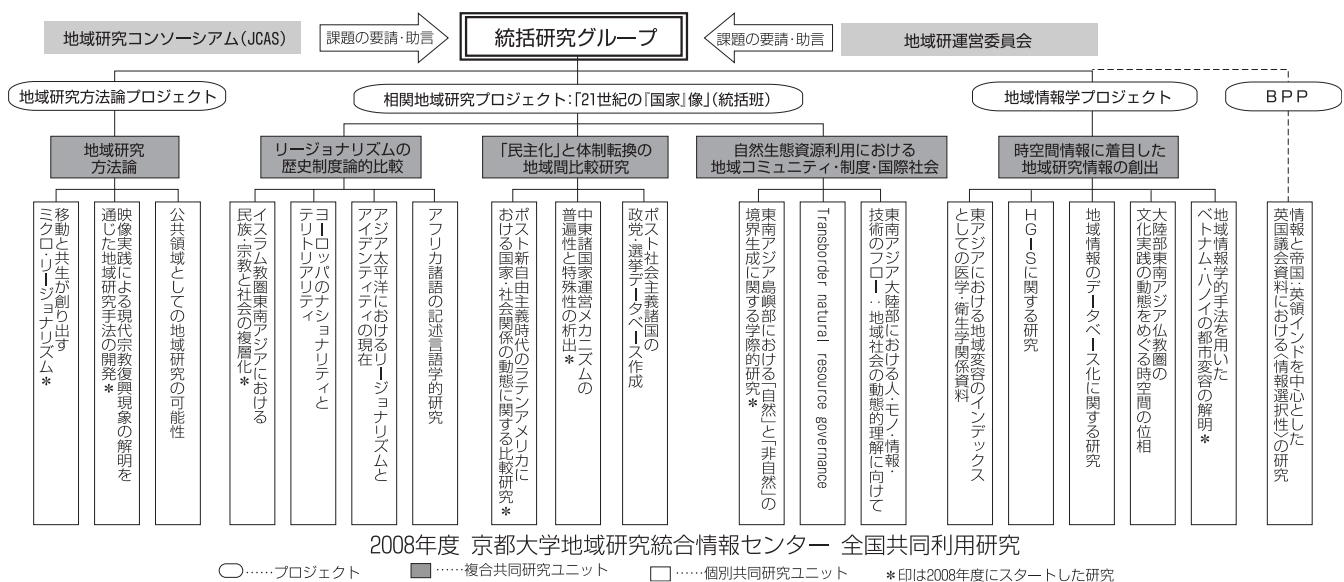 地域研究コンソーシアム(JCAS)
課題の要請・助言
統括研究グループ
課題の要請・助言
地域研運営委員会
地域研究方法論プロジェクト
相関地域研究プロジェクト:「21世紀の『国家』像」(統括班)
地域情報学プロジェクト
BPP
地域研究
方法論
リージョナリズムの
歴史制度論的比較
「民主化」と体制転換の
地域間比較研究
自然生態資源利用における
地域コミュニティ・制度・国際社会
時空間情報に着目した
地域研究情報の創出
移動と共生が創り出す
ミクロ・リージョナリズム*
映像実践による現代宗教復興現象の解明を
通じた地域研究手法の開発*
公共領域としての地域研究の可能性
イスラム教圏東南アジアにおける
民族・宗教と社会の複層化*
ヨーロッパのナショナリティと
テリトリアリティ
アジア太平洋におけるリージョナリズムと
アイデンティティの現在
アフリカ諸語の記述言語学的研究
ポスト新自由主義時代のラテンアメリカに
おける国家・社会関係の動態に関する比較研究*
中東諸国家運営メカニズムの
普遍性と特殊性の析出*
ポスト社会主義諸国の
政党・選挙データベース作成
東南アジア島嶼部における「自然」と「非自然」の
境界生成に関する学際的研究*
Transborder natural resource governance
東南アジア大陸部における人・モノ・情報・
技術のフロー:地域社会の動態的理解に向けて
東アジアにおける地域変容のインデックス
としての医学・衛生学関係資料
HGISに関する研究
地域情報のデータベース化に関する研究
大陸部東南アジア仏教圏の
文化実践の動態をめぐる時空間の位相
地域情報学的手法を用いた
ベトナム・ハノイの都市変容の解明*
情報と帝国:英領インドを中心とした
英国議会資料における〈情報選択性〉の研究
2008年度 京都大学地域研究統合情報センター 全国共同利用研究
……プロジェクト
……複合共同研究ユニット
……個別共同研究ユニット
*印は2008年度にスタートした研究